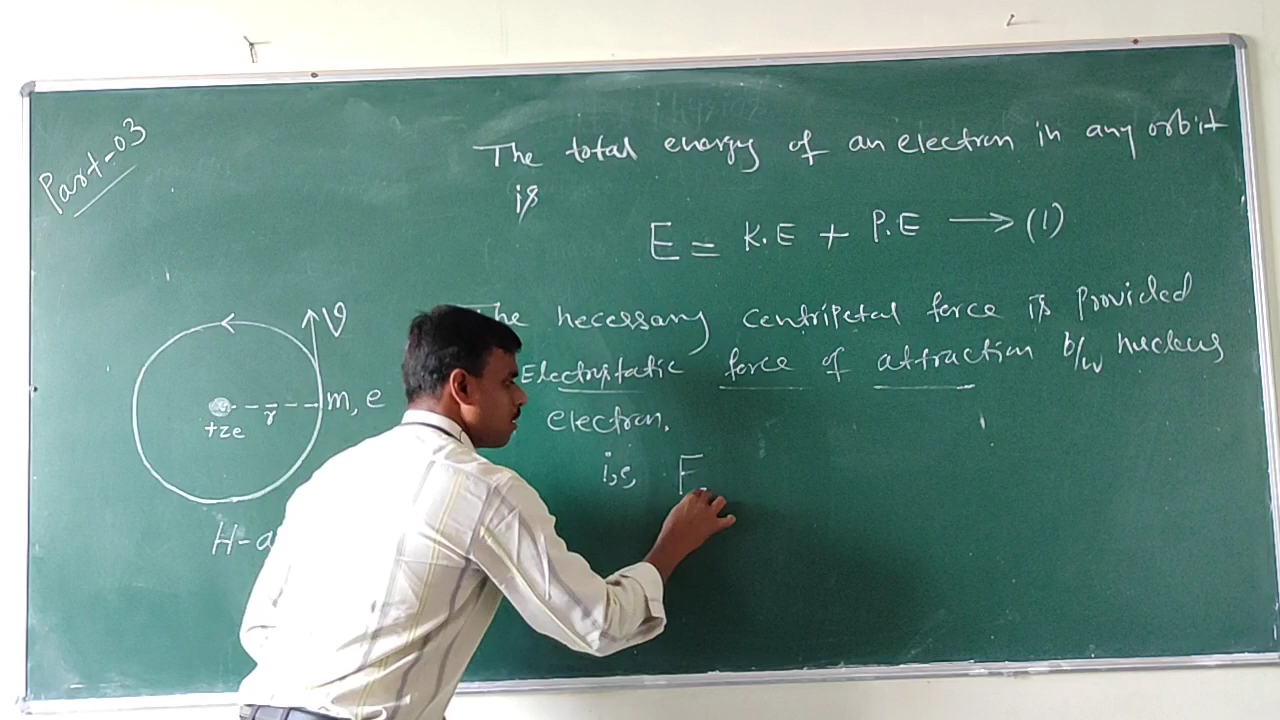 Part-03
The total energy of an electron in any orbit
is
E = K.E + P.E → (1)
The necessary centripetal force is provided
Electrostatic force of attraction b/w nucleus
electron.
i,e, F
V
m, e
r
+ze
H-a